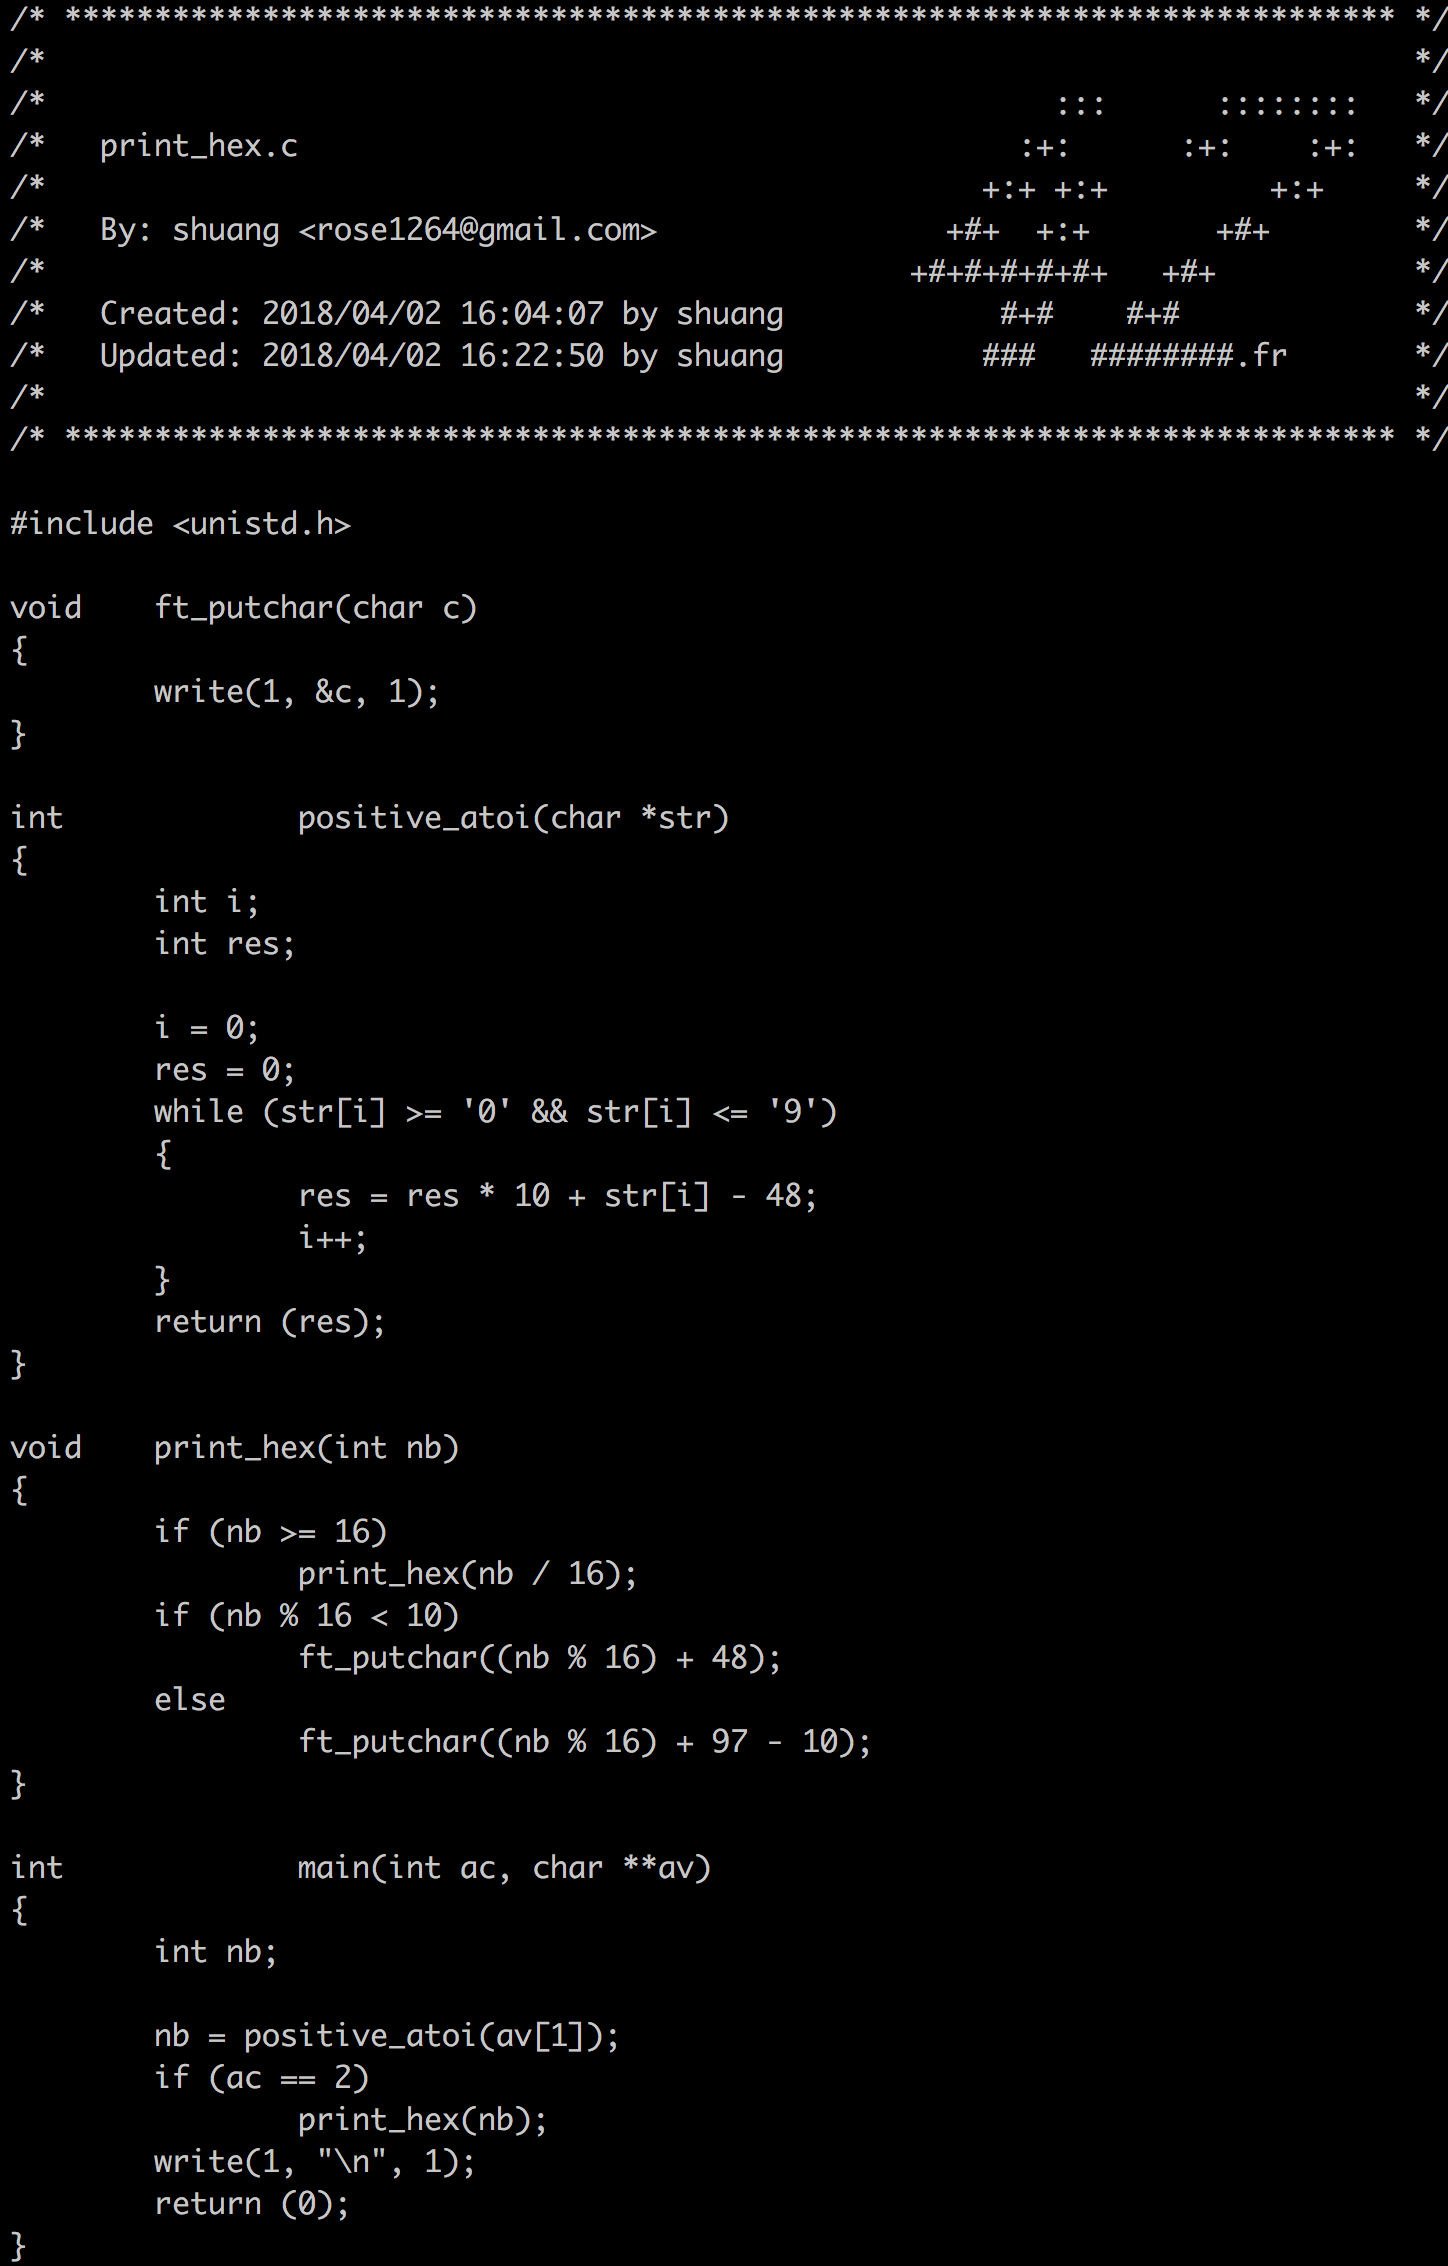 /* ************************************************************************** */
/*                                                                            */
/*                                                        :::      ::::::::   */
/*   print_hex.c                                        :+:      :+:    :+:   */
/*                                                    +:+ +:+         +:+     */
/*   By: shuang <rose1264@gmail.com>                +#+  +:+       +#+        */
/*                                                +#+#+#+#+#+   +#+           */
/*   Created: 2018/04/02 16:04:07 by shuang            #+#    #+#             */
/*   Updated: 2018/04/02 16:22:50 by shuang           ###   ########.fr       */
/*                                                                            */
/* ************************************************************************** */

#include <unistd.h>

void    ft_putchar(char c)
{
        write(1, &c, 1);
}

int             positive_atoi(char *str)
{
        int i;
        int res;

        i = 0;
        res = 0;
        while (str[i] >= '0' && str[i] <= '9')
        {
                res = res * 10 + str[i] - 48;
                i++;
        }
        return (res);
}

void    print_hex(int nb)
{
        if (nb >= 16)
                print_hex(nb / 16);
        if (nb % 16 < 10)
                ft_putchar((nb % 16) + 48);
        else
                ft_putchar((nb % 16) + 97 - 10);
}

int             main(int ac, char **av)
{
        int nb;

        nb = positive_atoi(av[1]);
        if (ac == 2)
                print_hex(nb);
        write(1, "\n", 1);
        return (0);
}